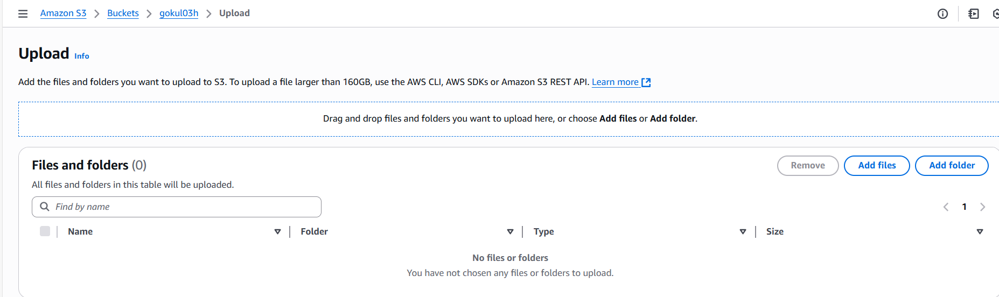 Amazon S3 > Buckets > gokul03h > Upload
Upload Info
Add the files and folders you want to upload to S3. To upload a file larger than 160GB, use the AWS CLI, AWS SDKs or Amazon S3 REST API. Learn more
Drag and drop files and folders you want to upload here, or choose Add files or Add folder.
Files and folders (0)
Remove Add files Add folder
All files and folders in this table will be uploaded.
Find by name
1
Name Folder Type Size
No files or folders
You have not chosen any files or folders to upload.